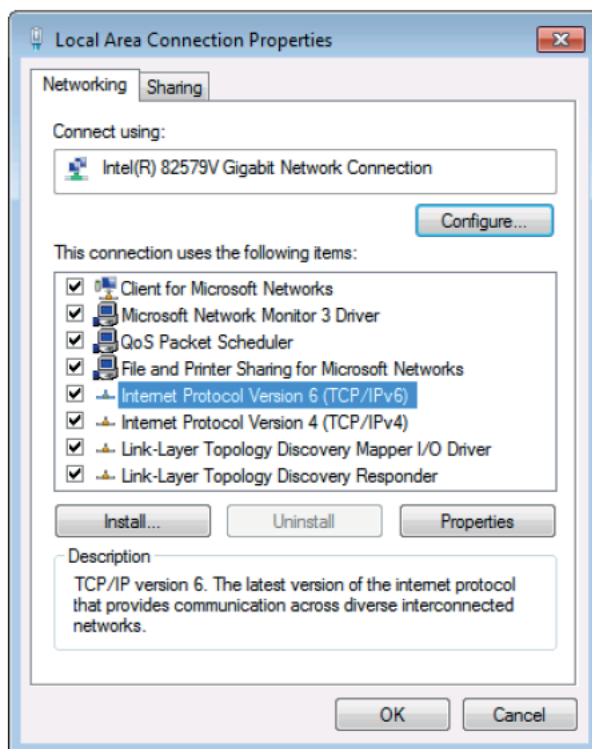 Local Area Connection Properties
Networking
Sharing
Connect using:
Intel(R) 82579V Gigabit Network Connection
Configure...
This connection uses the following items:
Client for Microsoft Networks
Microsoft Network Monitor 3 Driver
QoS Packet Scheduler
File and Printer Sharing for Microsoft Networks
Internet Protocol Version 6 (TCP/IPv6)
Internet Protocol Version 4 (TCP/IPv4)
Link-Layer Topology Discovery Mapper I/O Driver
Link-Layer Topology Discovery Responder
Install...
Uninstall
Properties
Description
TCP/IP version 6. The latest version of the internet protocol
that provides communication across diverse interconnected
networks.
OK
Cancel